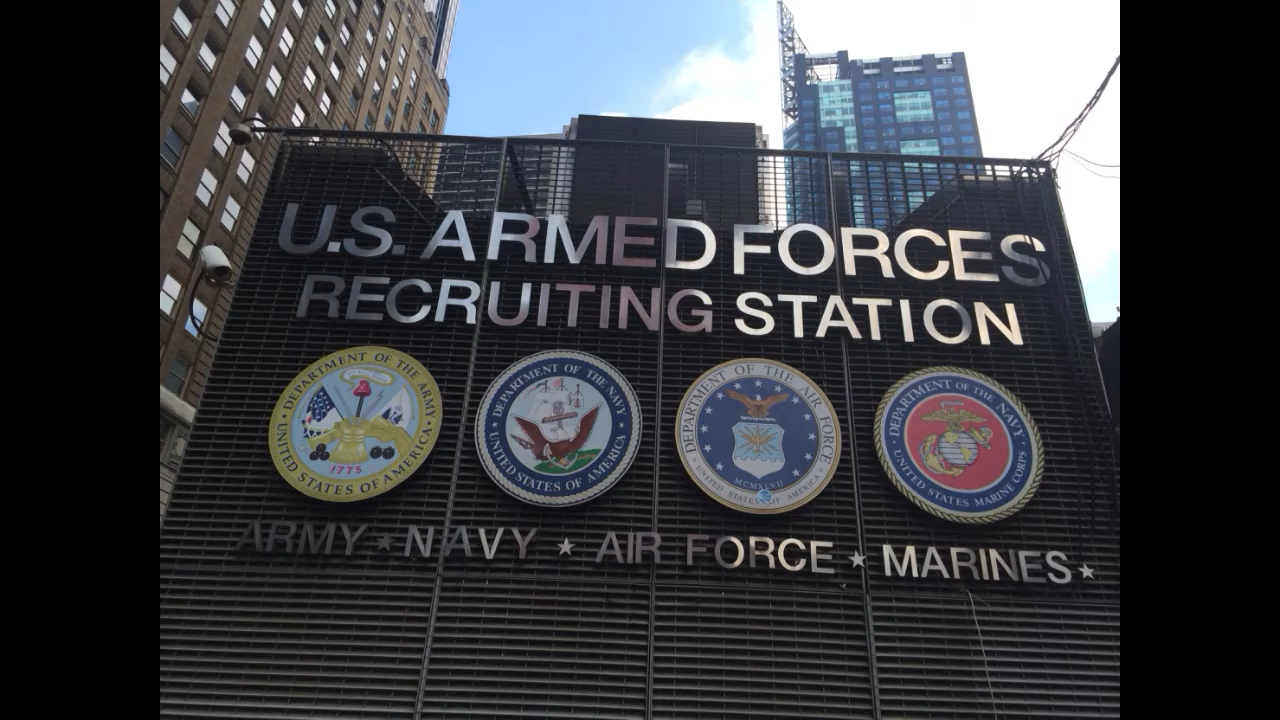 U.S. ARMED FORCES
RECRUITING STATION
DEPARTMENT OF THE ARMY
UNITED STATES OF AMERICA
1775
DEPARTMENT OF THE NAVY
UNITED STATES OF AMERICA
DEPARTMENT OF THE AIR FORCE
MCMXLVII
UNITED STATES OF AMERICA
DEPARTMENT OF THE NAVY
UNITED STATES MARINE CORPS
ARMY ★ NAVY ★ AIR FORCE ★ MARINES ★